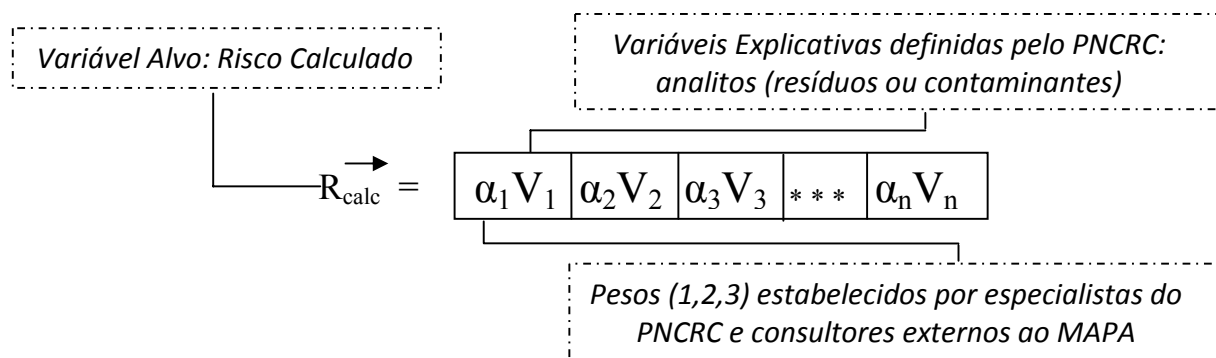 Variável Alvo: Risco Calculado
Variáveis Explicativas definidas pelo PNCRC:
analitos (resíduos ou contaminantes)
R_calc = α₁V₁ α₂V₂ α₃V₃ *** αₙVₙ
Pesos (1,2,3) estabelecidos por especialistas do
PNCRC e consultores externos ao MAPA